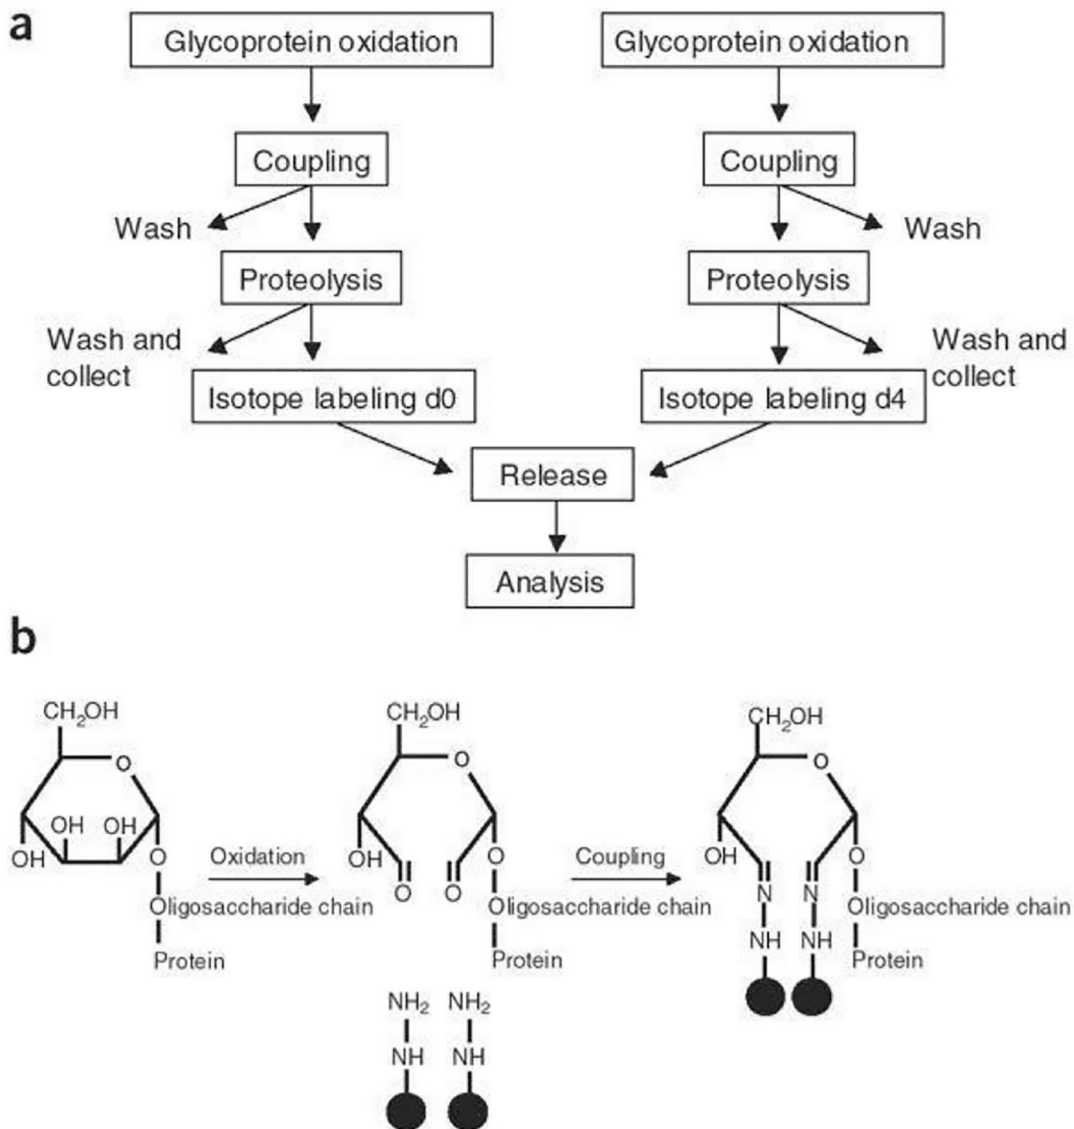 a
Glycoprotein oxidation
Glycoprotein oxidation
Coupling
Coupling
Wash
Wash
Proteolysis
Proteolysis
Wash and
collect
Wash and
collect
Isotope labeling d0
Isotope labeling d4
Release
Analysis
b
CH₂OH
O
OH OH
OH
O
Oligosaccharide chain
Protein
Oxidation
CH₂OH
O
OH
O O
O
Oligosaccharide chain
Protein
NH₂ NH₂
NH NH
Coupling
CH₂OH
O
OH
O
N N
Oligosaccharide chain
NH NH
Protein